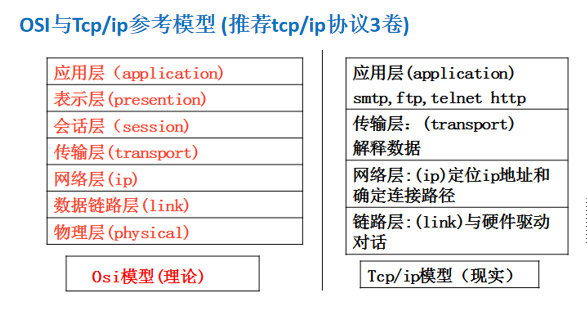 OSI与Tcp/ip参考模型 (推荐tcp/ip协议3卷)
应用层（application)
表示层(presention)
会话层（session)
传输层(transport)
网络层(ip)
数据链路层(link)
物理层(physical)
Osi模型(理论)
应用层(application)
smtp,ftp,telnet http
传输层：(transport)
解释数据
网络层:(ip)定位ip地址和
确定连接路径
链路层:(link)与硬件驱动
对话
Tcp/ip模型（现实）